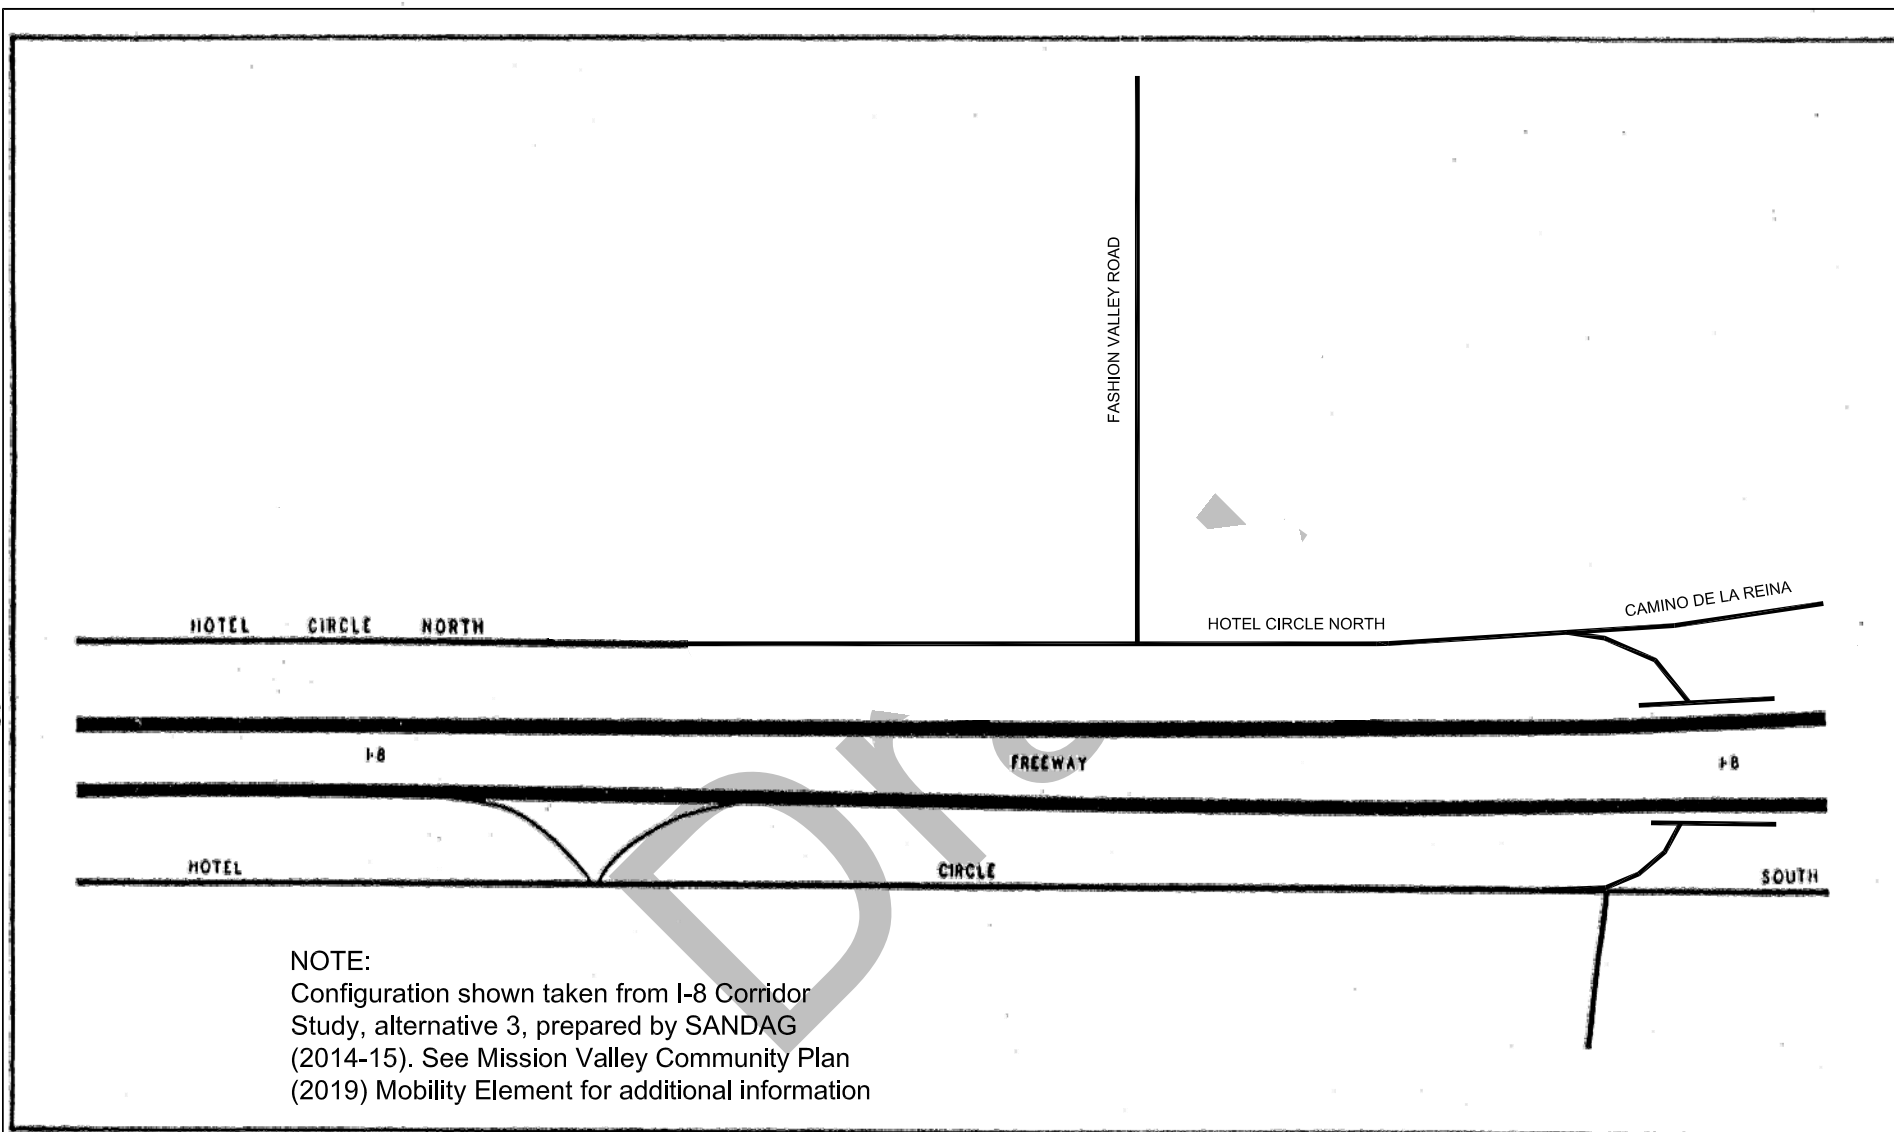 FASHION VALLEY ROAD
CAMINO DE LA REINA
HOTEL CIRCLE NORTH
HOTEL CIRCLE NORTH
I-8
FREEWAY
I-8
HOTEL
CIRCLE
SOUTH
NOTE:
Configuration shown taken from I-8 Corridor
Study, alternative 3, prepared by SANDAG
(2014-15). See Mission Valley Community Plan
(2019) Mobility Element for additional information